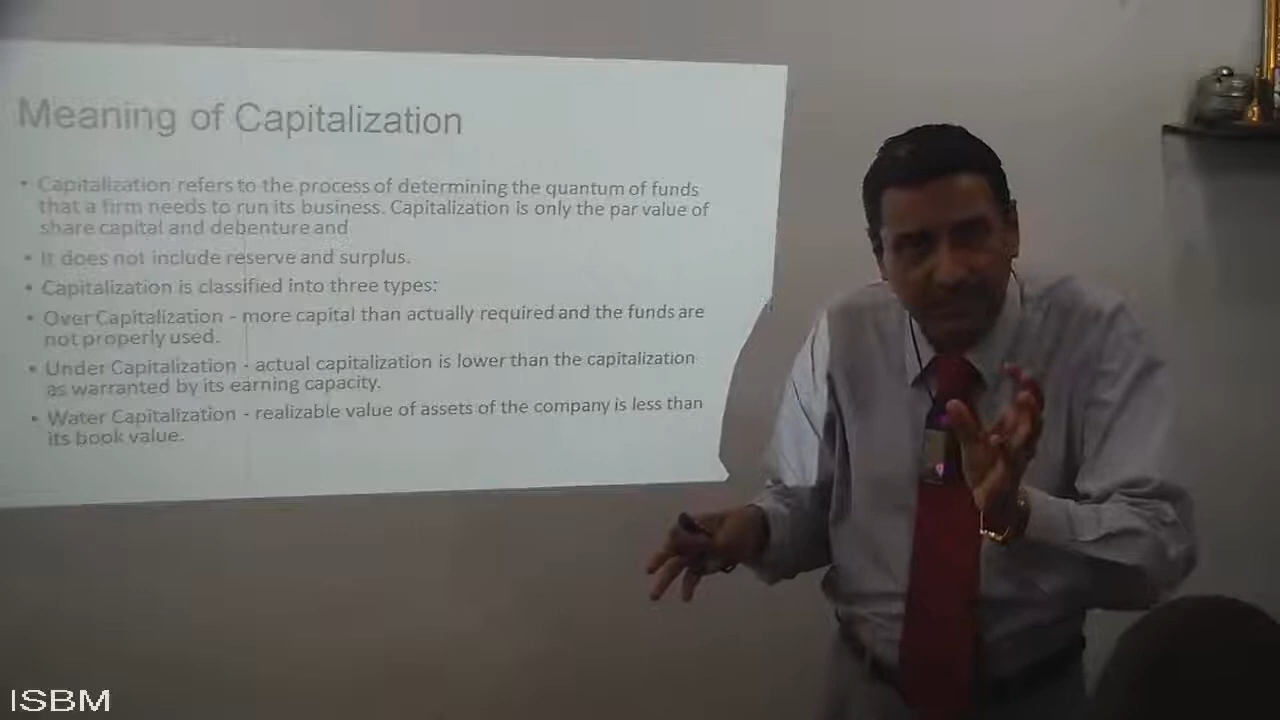 Meaning of Capitalization
• Capitalization refers to the process of determining the quantum of funds
that a firm needs to run its business. Capitalization is only the par value of
share capital and debenture and
• It does not include reserve and surplus.
• Capitalization is classified into three types:
• Over Capitalization - more capital than actually required and the funds are
not properly used.
• Under Capitalization - actual capitalization is lower than the capitalization
as warranted by its earning capacity.
• Water Capitalization - realizable value of assets of the company is less than
its book value.
ISBM